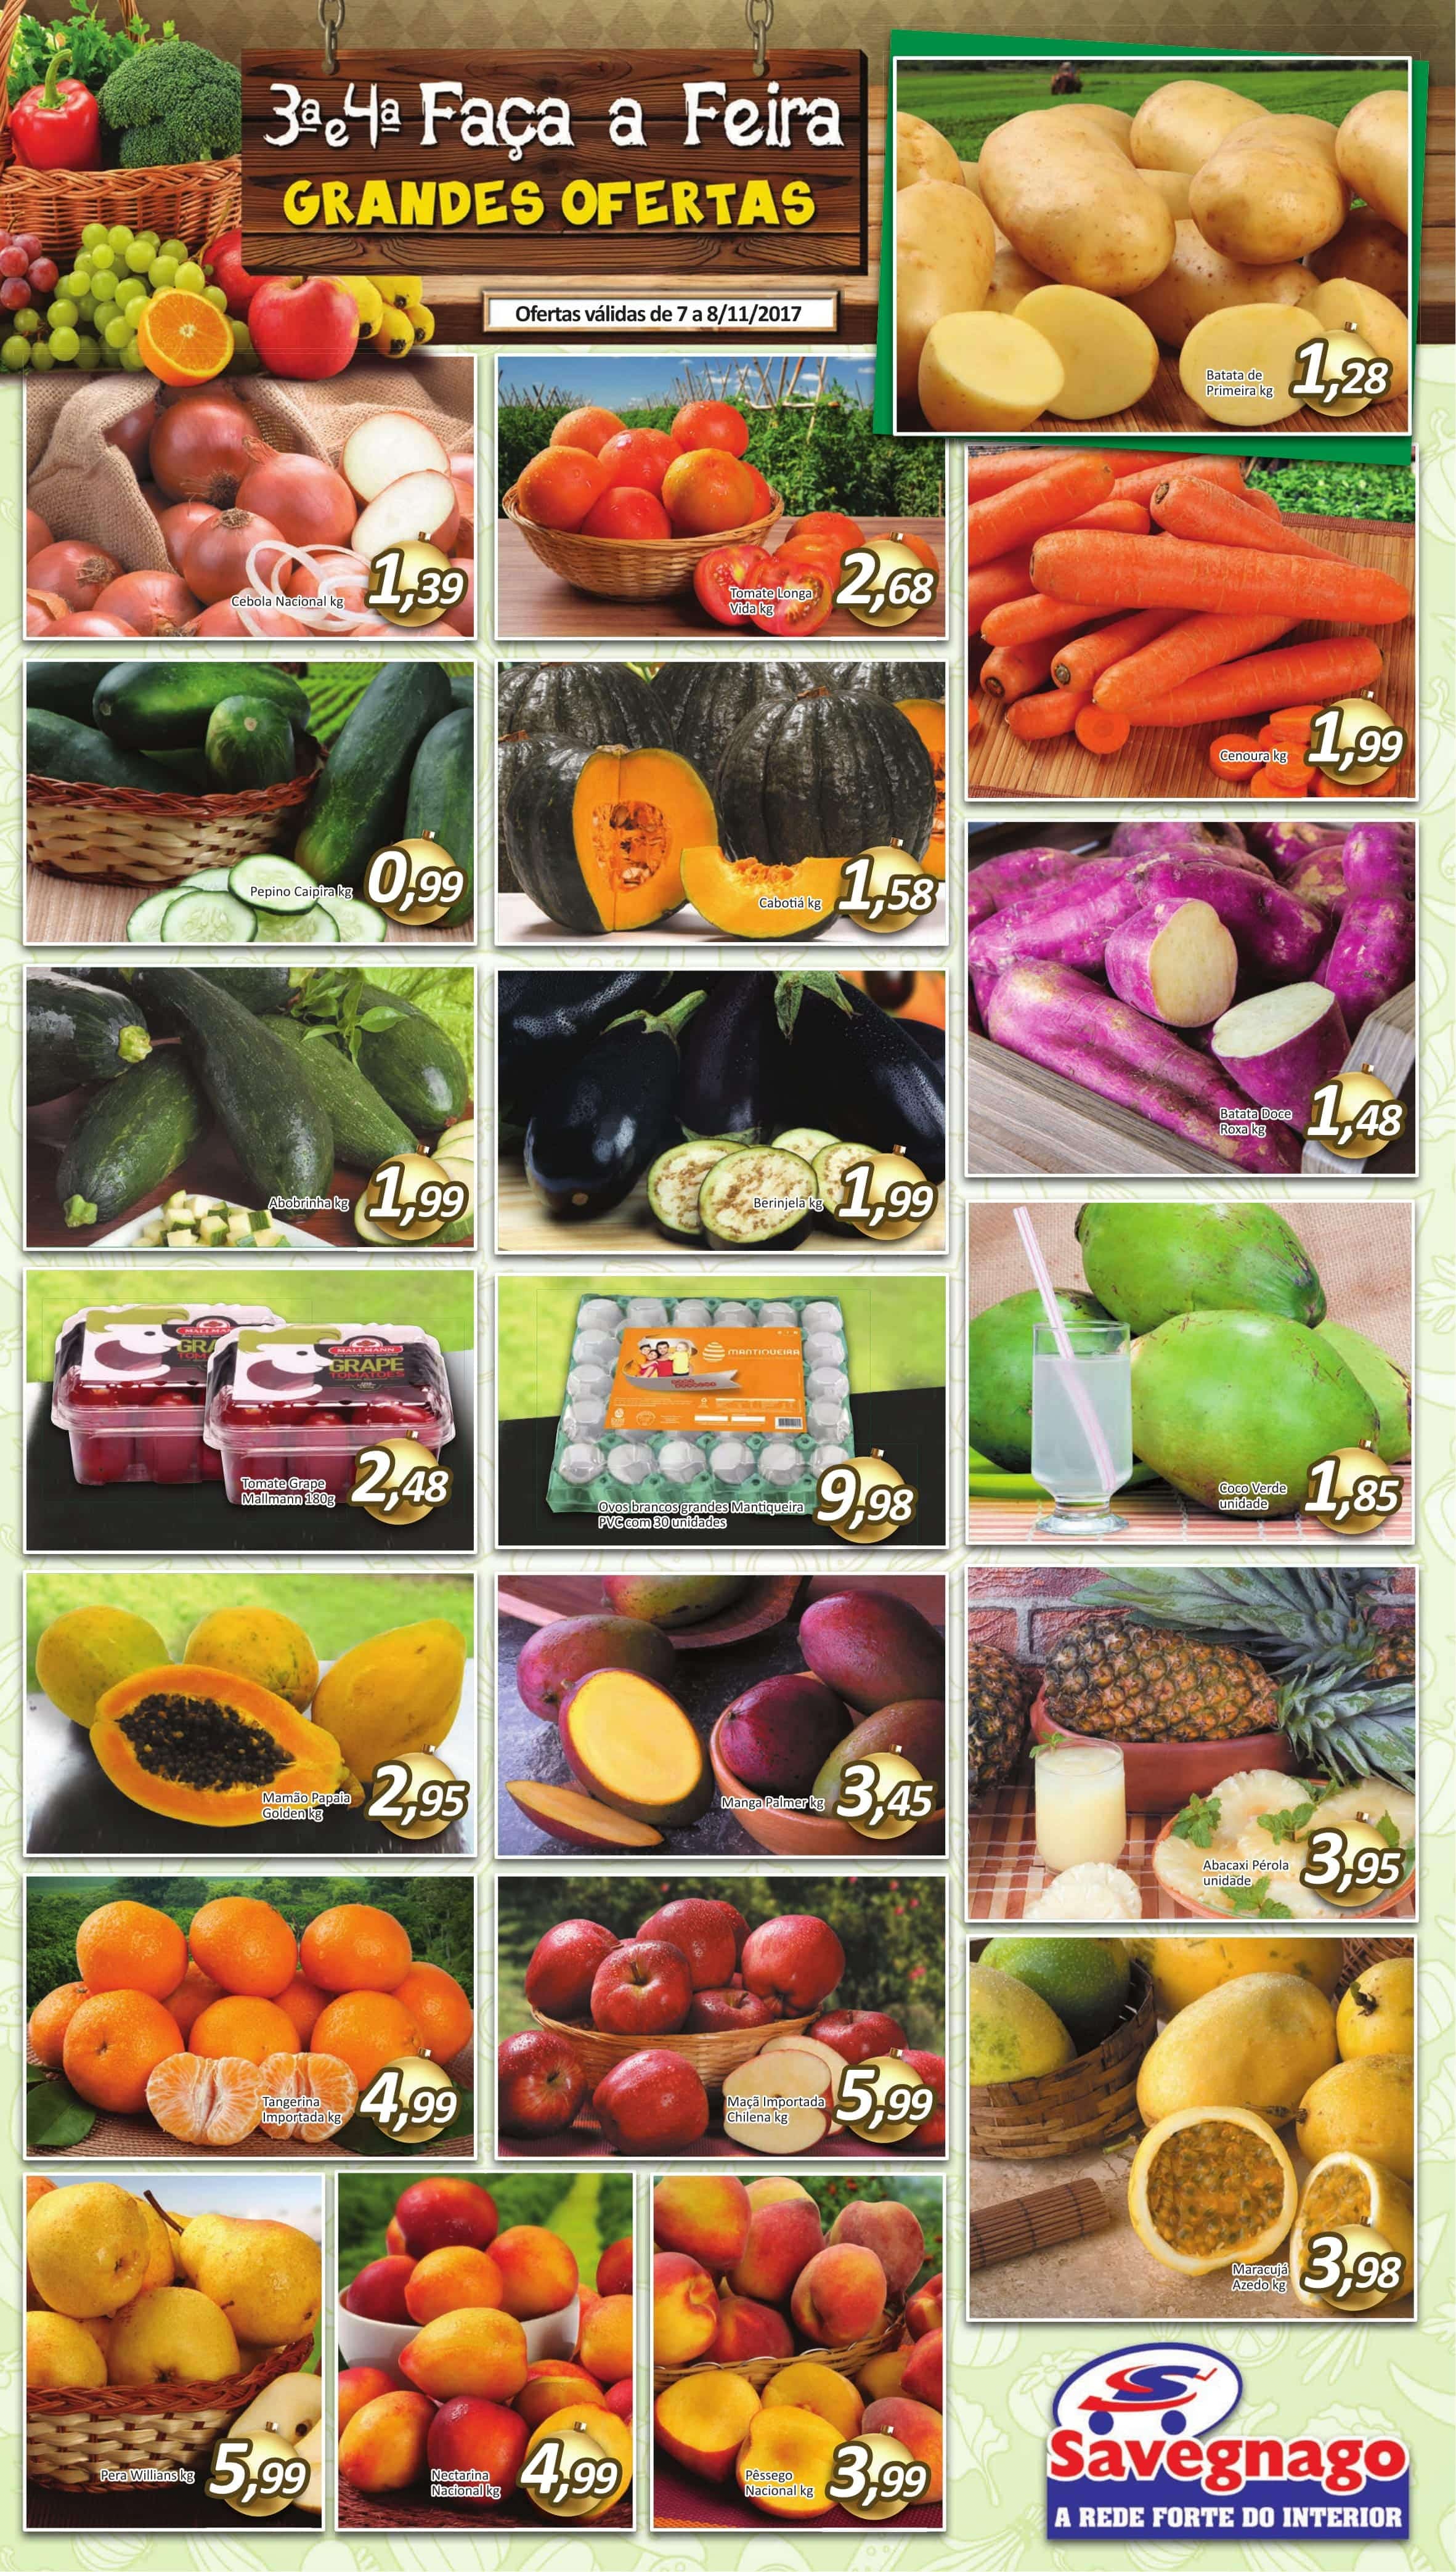 3ª e 4ª Faça a Feira
GRANDES OFERTAS
Ofertas válidas de 7 a 8/11/2017
Batata de
Primeira kg
1,28
Cebola Nacional kg
1,39
Tomate Longa
Vida kg
2,68
Cenoura kg
1,99
Pepino Caipira kg
0,99
Cabotiá kg
1,58
Batata Doce
Roxa kg
1,48
Abobrinha kg
1,99
Berinjela kg
1,99
MALLMANN
GRAPE
TOMATOES
Tomate Grape
Mallmann 180g
2,48
MANTIQUEIRA
Ovos brancos grandes Mantiqueira
PVC com 30 unidades
9,98
Coco Verde
unidade
1,85
Mamão Papaia
Golden kg
2,95
Manga Palmer kg
3,45
Abacaxi Pérola
unidade
3,95
Tangerina
Importada kg
4,99
Maçã Importada
Chilena kg
5,99
Maracujá
Azedo kg
3,98
Pera Willians kg
5,99
Nectarina
Nacional kg
4,99
Pêssego
Nacional kg
3,99
Savegnago
A REDE FORTE DO INTERIOR